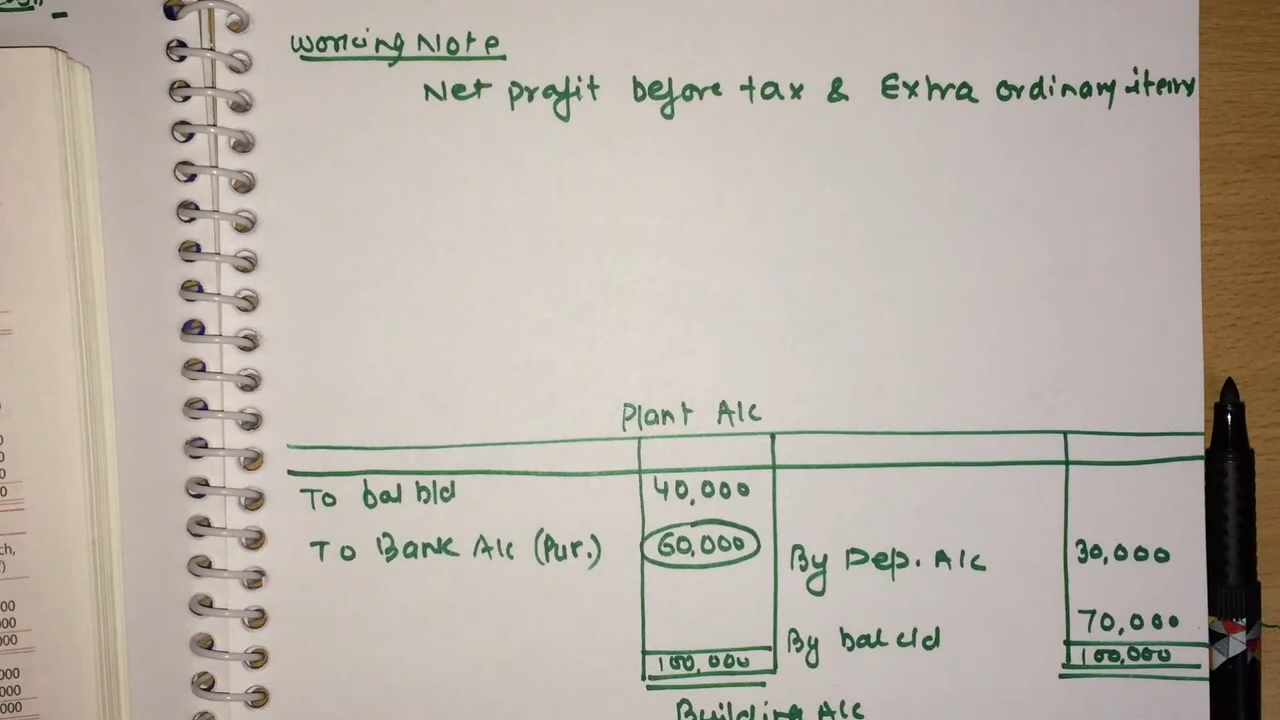 Working Note
Net profit before tax & Extra ordinary items
Plant A/c
To bal b/d 40,000
To Bank A/c (Pur.) 60,000 By Dep. A/c 30,000
By bal c/d 70,000
100,000 100,000
Building A/c